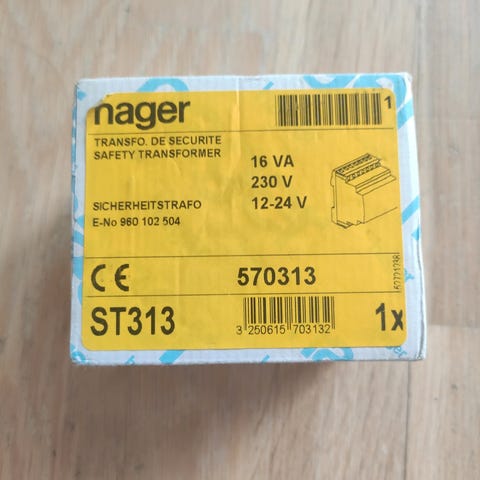 hager
1
TRANSFO. DE SECURITE
SAFETY TRANSFORMER
16 VA
230 V
12-24 V
SICHERHEITSTRAFO
E-No 960 102 504
CE
570313
ST313
3 250615 703132
1x